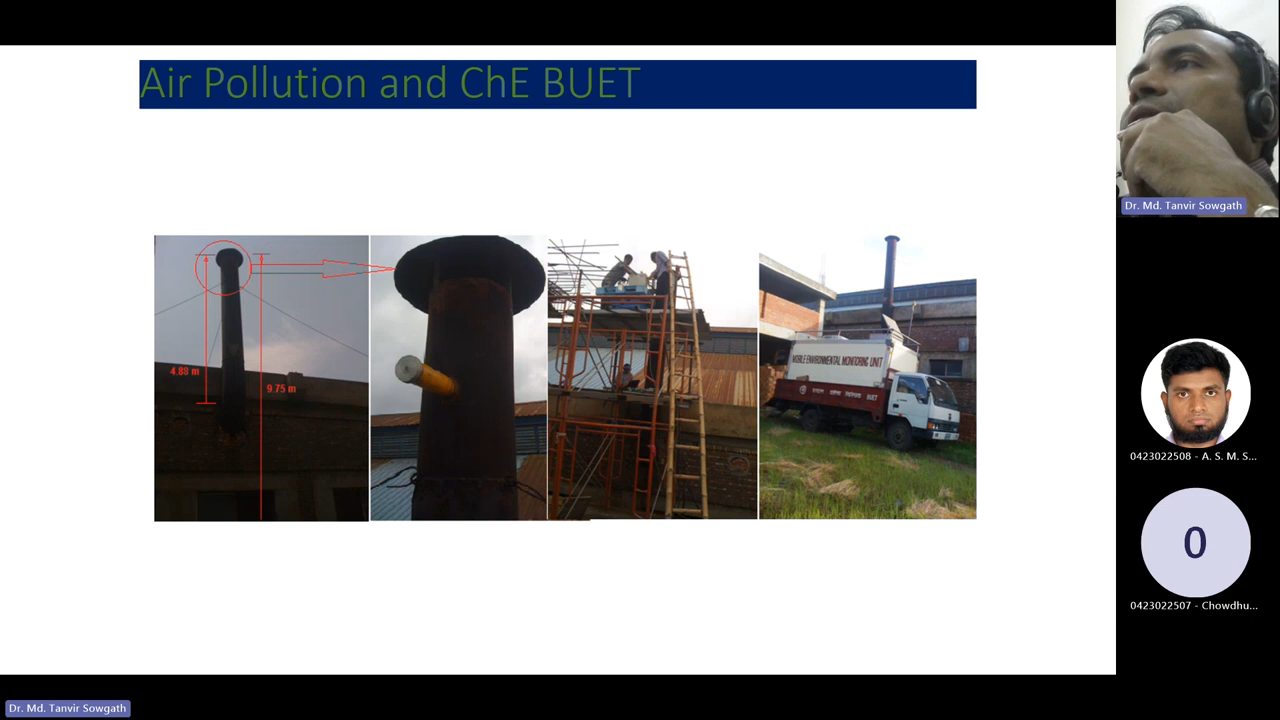 Air Pollution and ChE BUET
4.88 m
9.75 m
MOBILE ENVIRONMENTAL MONITORING UNIT
BUET
Dr. Md. Tanvir Sowgath
0423022508 - A. S. M. S...
0
0423022507 - Chowdhu...
Dr. Md. Tanvir Sowgath